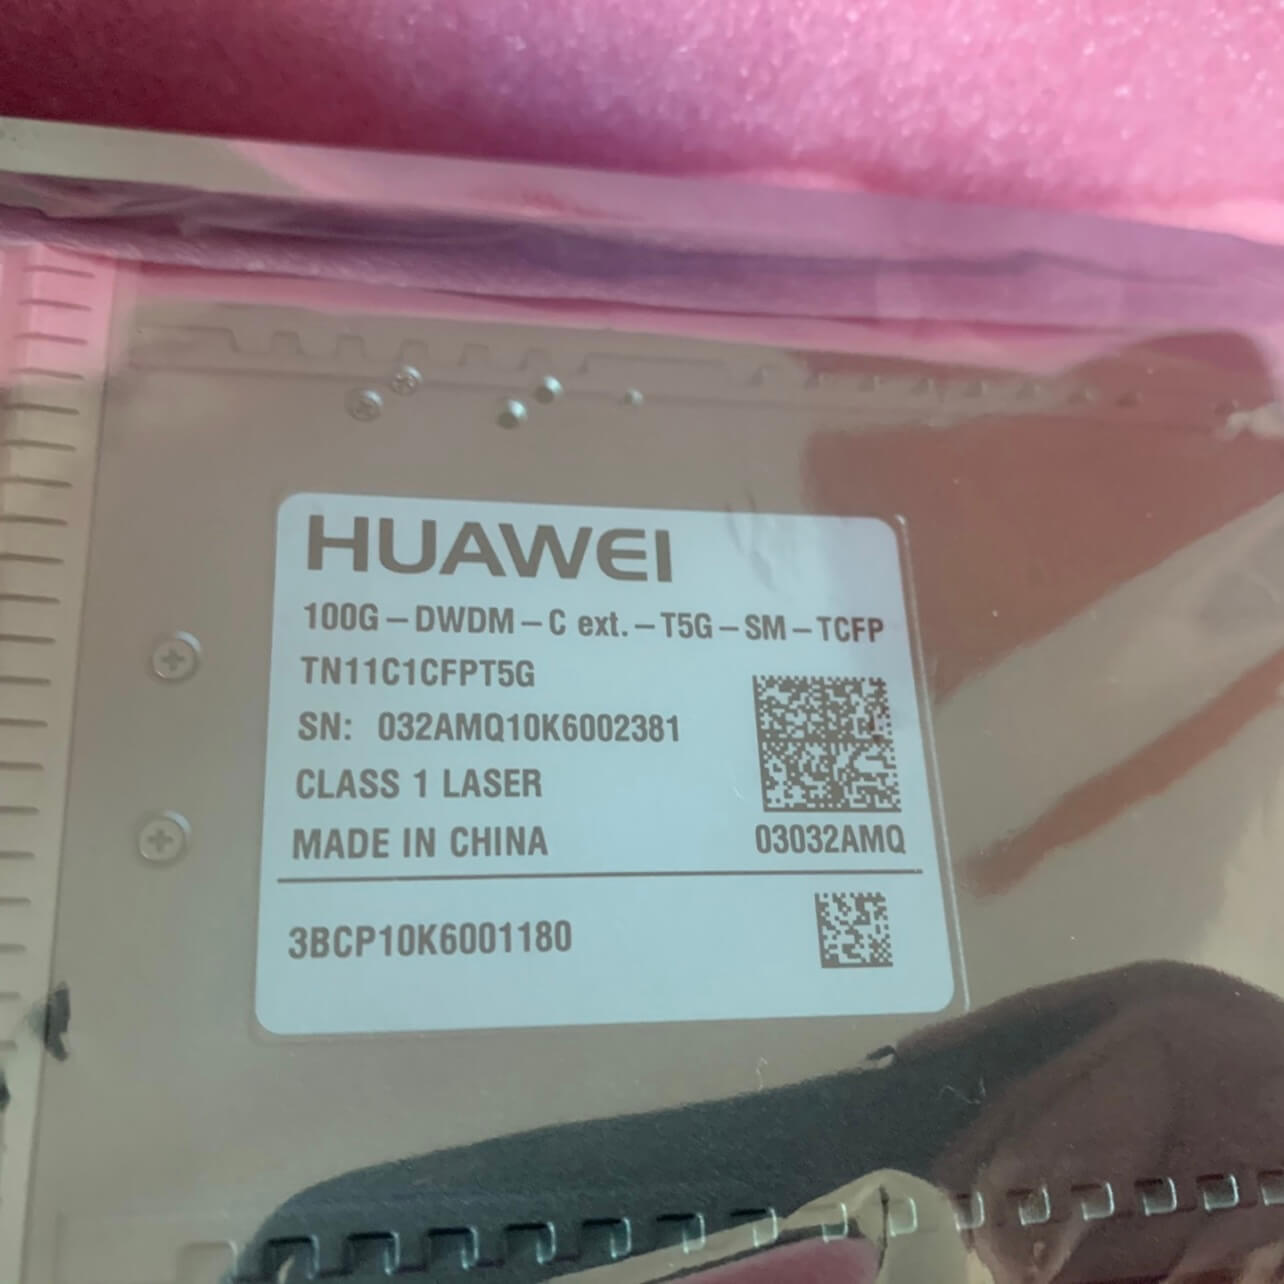 HUAWEI
100G-DWDM-C ext.-T5G-SM-TCFP
TN11C1CFPT5G
SN: 032AMQ10K6002381
CLASS 1 LASER
MADE IN CHINA
03032AMQ
3BCP10K6001180